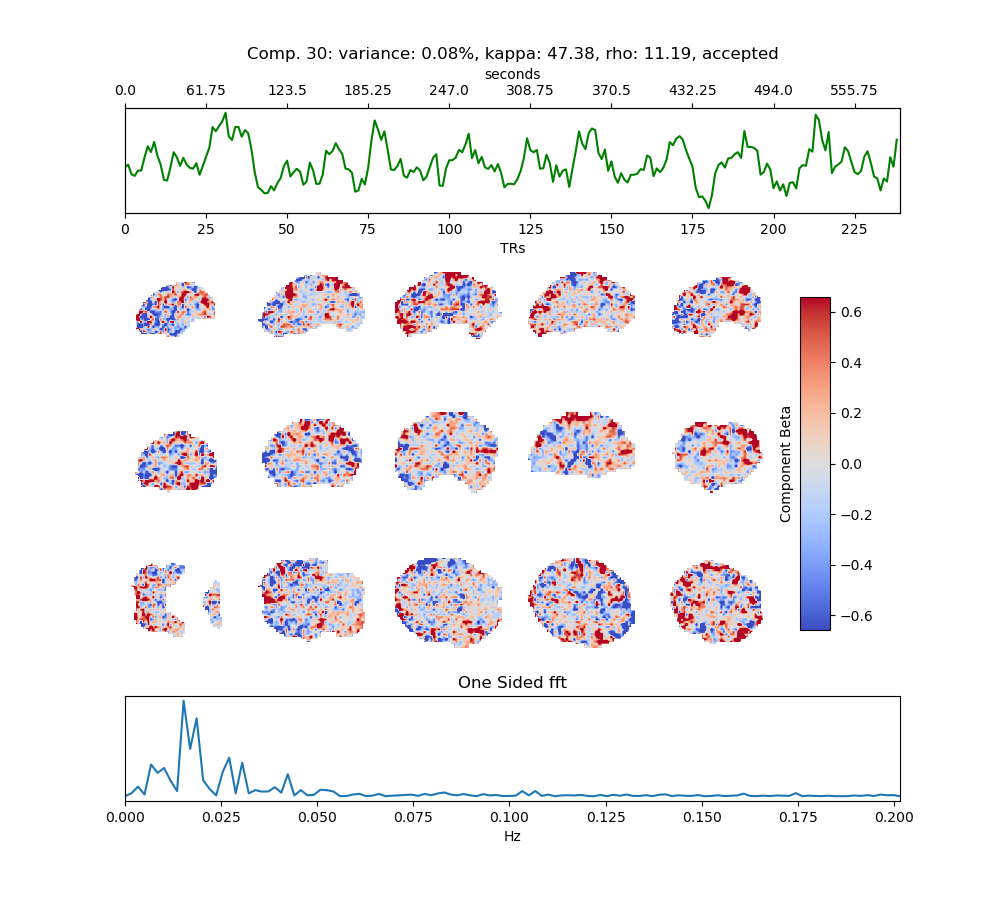 Comp. 30: variance: 0.08%, kappa: 47.38, rho: 11.19, accepted
seconds
0.0 61.75 123.5 185.25 247.0 308.75 370.5 432.25 494.0 555.75
0 25 50 75 100 125 150 175 200 225
TRs
0.6
0.4
0.2
0.0
−0.2
−0.4
−0.6
Component Beta
One Sided fft
0.000 0.025 0.050 0.075 0.100 0.125 0.150 0.175 0.200
Hz